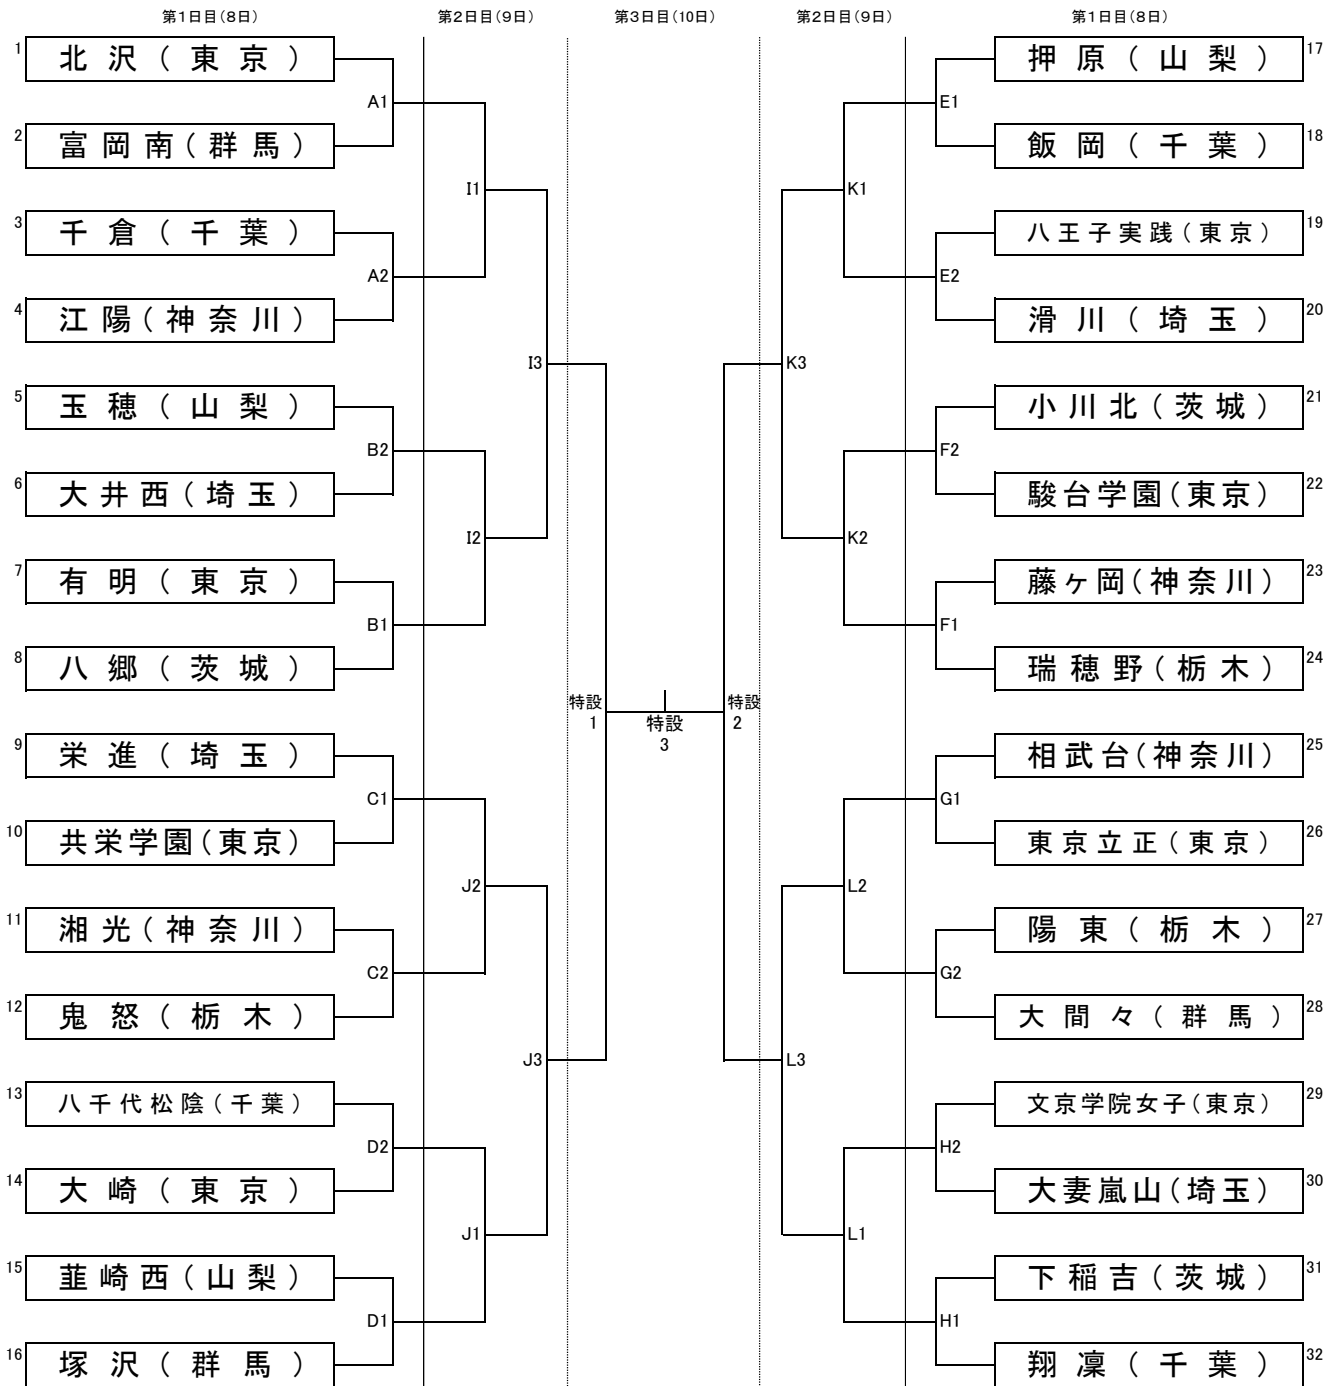 第1日目(8日)
第2日目(9日)
第3日目(10日)
第2日目(9日)
第1日目(8日)
1 北沢(東京)
A1
2 富岡南(群馬)
I1
3 千倉(千葉)
A2
4 江陽(神奈川)
I3
5 玉穂(山梨)
B2
6 大井西(埼玉)
I2
7 有明(東京)
B1
8 八郷(茨城)
特設
1
9 栄進(埼玉)
C1
10 共栄学園(東京)
J2
11 湘光(神奈川)
C2
12 鬼怒(栃木)
J3
13 八千代松陰(千葉)
D2
14 大崎(東京)
J1
15 韮崎西(山梨)
D1
16 塚沢(群馬)
特設
3
押原(山梨) 17
E1
飯岡(千葉) 18
K1
八王子実践(東京) 19
E2
滑川(埼玉) 20
K3
小川北(茨城) 21
F2
駿台学園(東京) 22
K2
藤ヶ岡(神奈川) 23
F1
瑞穂野(栃木) 24
特設
2
相武台(神奈川) 25
G1
東京立正(東京) 26
L2
陽東(栃木) 27
G2
大間々(群馬) 28
L3
文京学院女子(東京) 29
H2
大妻嵐山(埼玉) 30
L1
下稲吉(茨城) 31
H1
翔凜(千葉) 32